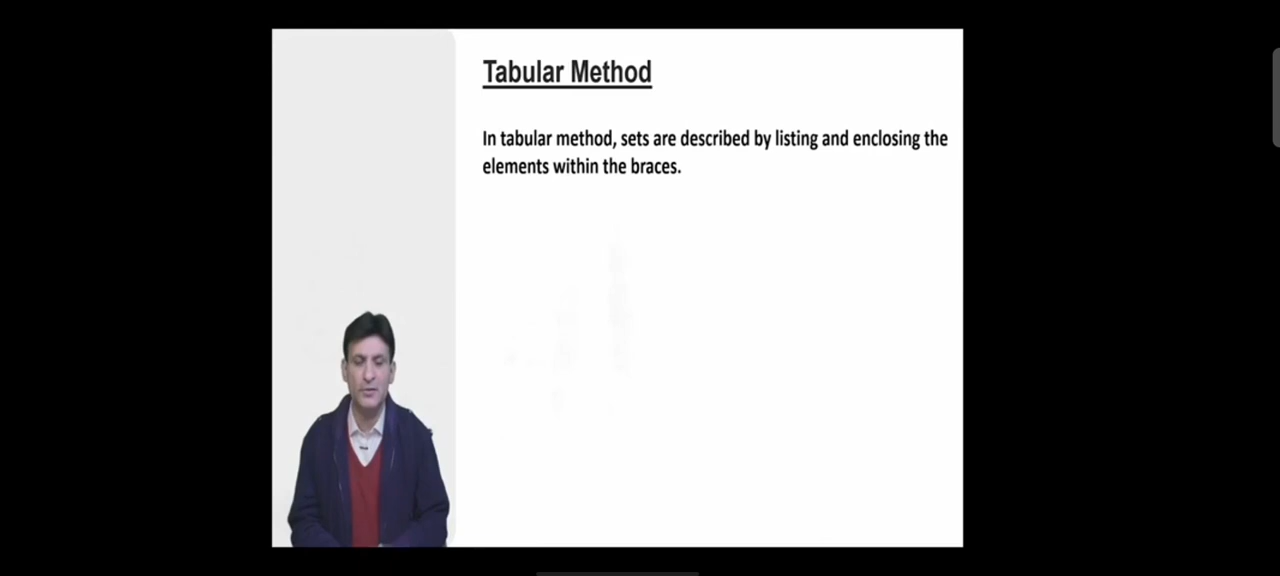 Tabular Method
In tabular method, sets are described by listing and enclosing the
elements within the braces.